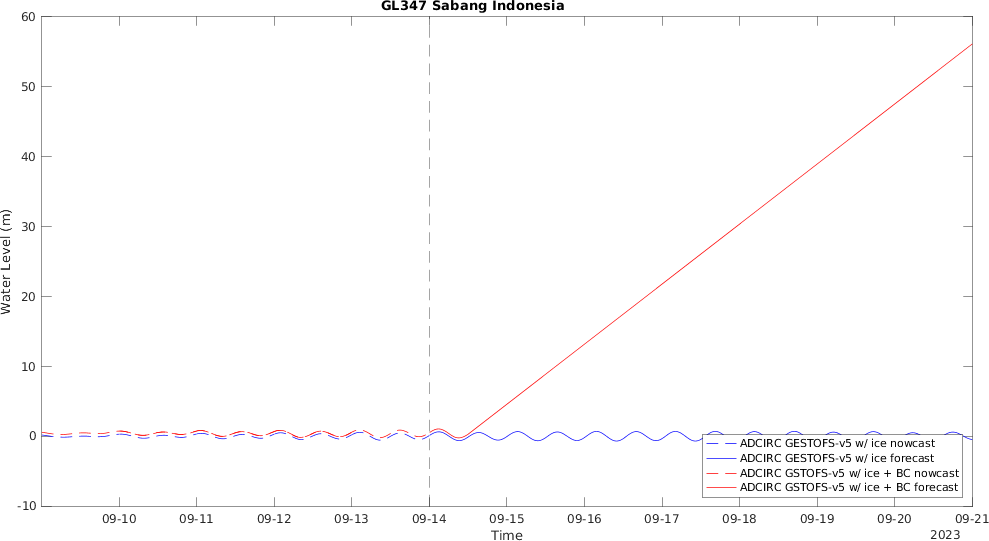 GL347 Sabang Indonesia
60
50
40
30
20
10
0
-10
Water Level (m)
ADCIRC GESTOFS-v5 w/ ice nowcast
ADCIRC GESTOFS-v5 w/ ice forecast
ADCIRC GSTOFS-v5 w/ ice + BC nowcast
ADCIRC GSTOFS-v5 w/ ice + BC forecast
09-10 09-11 09-12 09-13 09-14 09-15 09-16 09-17 09-18 09-19 09-20 09-21
Time
2023